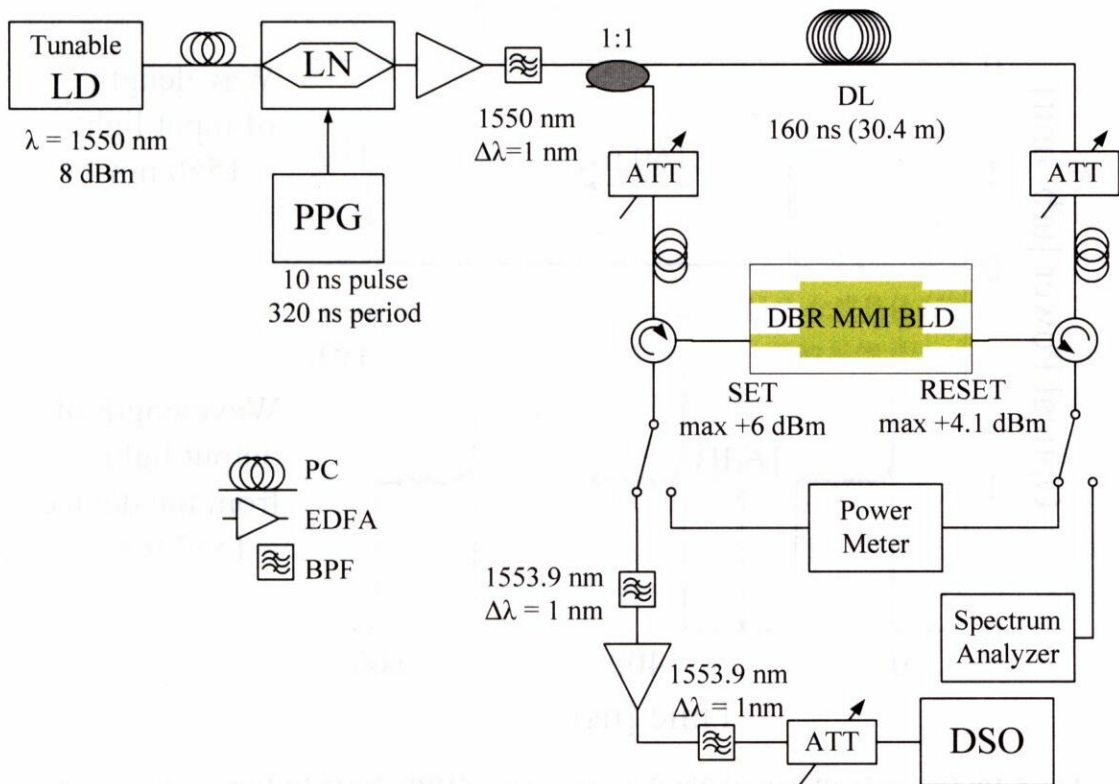 Tunable
LD
λ = 1550 nm
8 dBm
LN
PPG
10 ns pulse
320 ns period
1550 nm
Δλ=1 nm
1:1
DL
160 ns (30.4 m)
ATT
ATT
DBR MMI BLD
SET
max +6 dBm
RESET
max +4.1 dBm
PC
EDFA
BPF
Power
Meter
1553.9 nm
Δλ = 1 nm
Spectrum
Analyzer
1553.9 nm
Δλ = 1nm
ATT
DSO